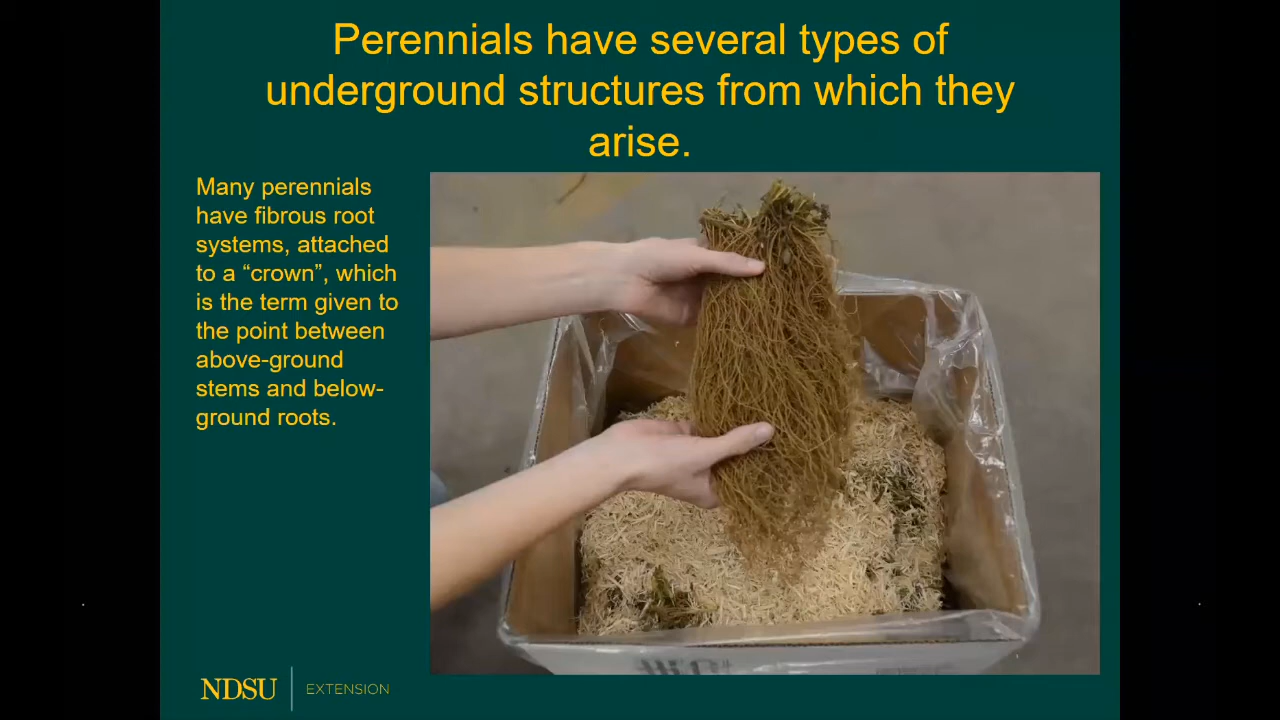 Perennials have several types of
underground structures from which they
arise.
Many perennials
have fibrous root
systems, attached
to a “crown”, which
is the term given to
the point between
above-ground
stems and below-
ground roots.
NDSU
EXTENSION